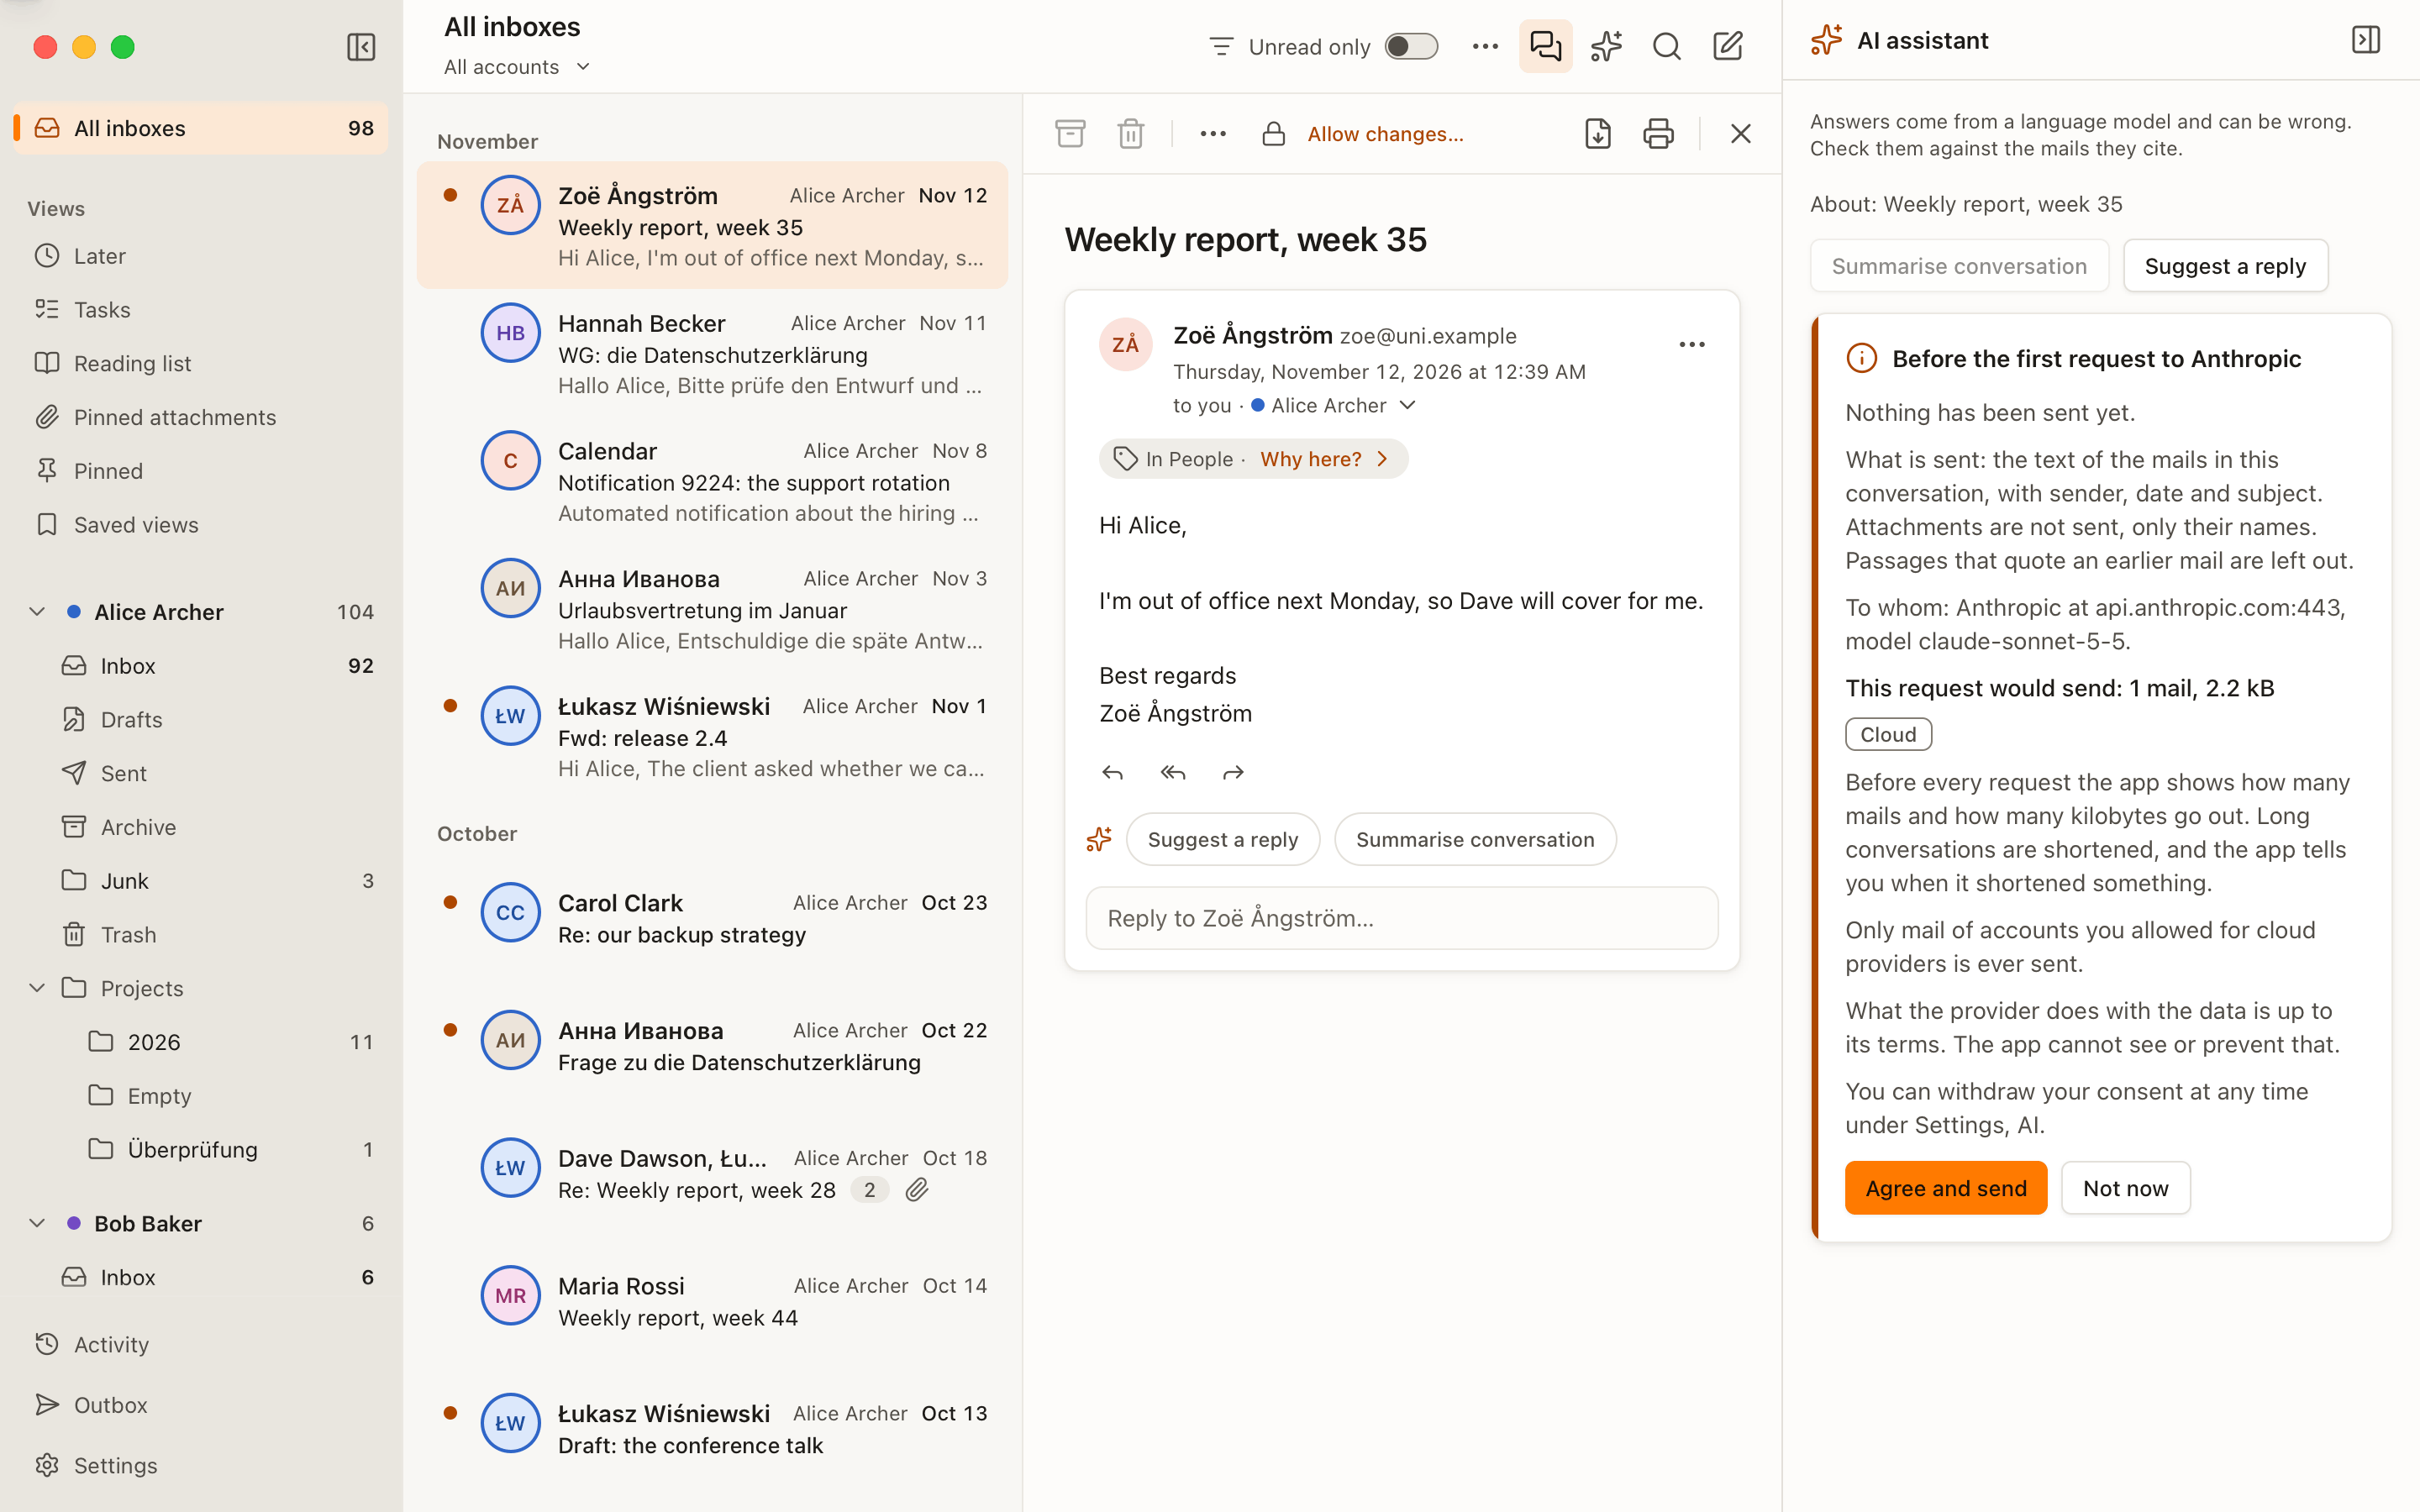 All inboxes 98
Views
Later
Tasks
Reading list
Pinned attachments
Pinned
Saved views
Alice Archer 104
Inbox 92
Drafts
Sent
Archive
Junk 3
Trash
Projects
2026 11
Empty
Überprüfung 1
Bob Baker 6
Inbox 6
Activity
Outbox
Settings
All inboxes
All accounts
Unread only
November
ZÅ Zoë Ångström Alice Archer Nov 12
Weekly report, week 35
Hi Alice, I'm out of office next Monday, s...
HB Hannah Becker Alice Archer Nov 11
WG: die Datenschutzerklärung
Hallo Alice, Bitte prüfe den Entwurf und ...
C Calendar Alice Archer Nov 8
Notification 9224: the support rotation
Automated notification about the hiring ...
АИ Анна Иванова Alice Archer Nov 3
Urlaubsvertretung im Januar
Hallo Alice, Entschuldige die späte Antw...
ŁW Łukasz Wiśniewski Alice Archer Nov 1
Fwd: release 2.4
Hi Alice, The client asked whether we ca...
October
CC Carol Clark Alice Archer Oct 23
Re: our backup strategy
АИ Анна Иванова Alice Archer Oct 22
Frage zu die Datenschutzerklärung
ŁW Dave Dawson, Łu... Alice Archer Oct 18
Re: Weekly report, week 28 2
MR Maria Rossi Alice Archer Oct 14
Weekly report, week 44
ŁW Łukasz Wiśniewski Alice Archer Oct 13
Draft: the conference talk
Allow changes...
Weekly report, week 35
ZÅ Zoë Ångström zoe@uni.example
Thursday, November 12, 2026 at 12:39 AM
to you · Alice Archer
In People · Why here?
Hi Alice,
I'm out of office next Monday, so Dave will cover for me.
Best regards
Zoë Ångström
Suggest a reply Summarise conversation
Reply to Zoë Ångström...
AI assistant
Answers come from a language model and can be wrong.
Check them against the mails they cite.
About: Weekly report, week 35
Summarise conversation Suggest a reply
Before the first request to Anthropic
Nothing has been sent yet.
What is sent: the text of the mails in this
conversation, with sender, date and subject.
Attachments are not sent, only their names.
Passages that quote an earlier mail are left out.
To whom: Anthropic at api.anthropic.com:443,
model claude-sonnet-5-5.
This request would send: 1 mail, 2.2 kB
Cloud
Before every request the app shows how many
mails and how many kilobytes go out. Long
conversations are shortened, and the app tells
you when it shortened something.
Only mail of accounts you allowed for cloud
providers is ever sent.
What the provider does with the data is up to
its terms. The app cannot see or prevent that.
You can withdraw your consent at any time
under Settings, AI.
Agree and send Not now